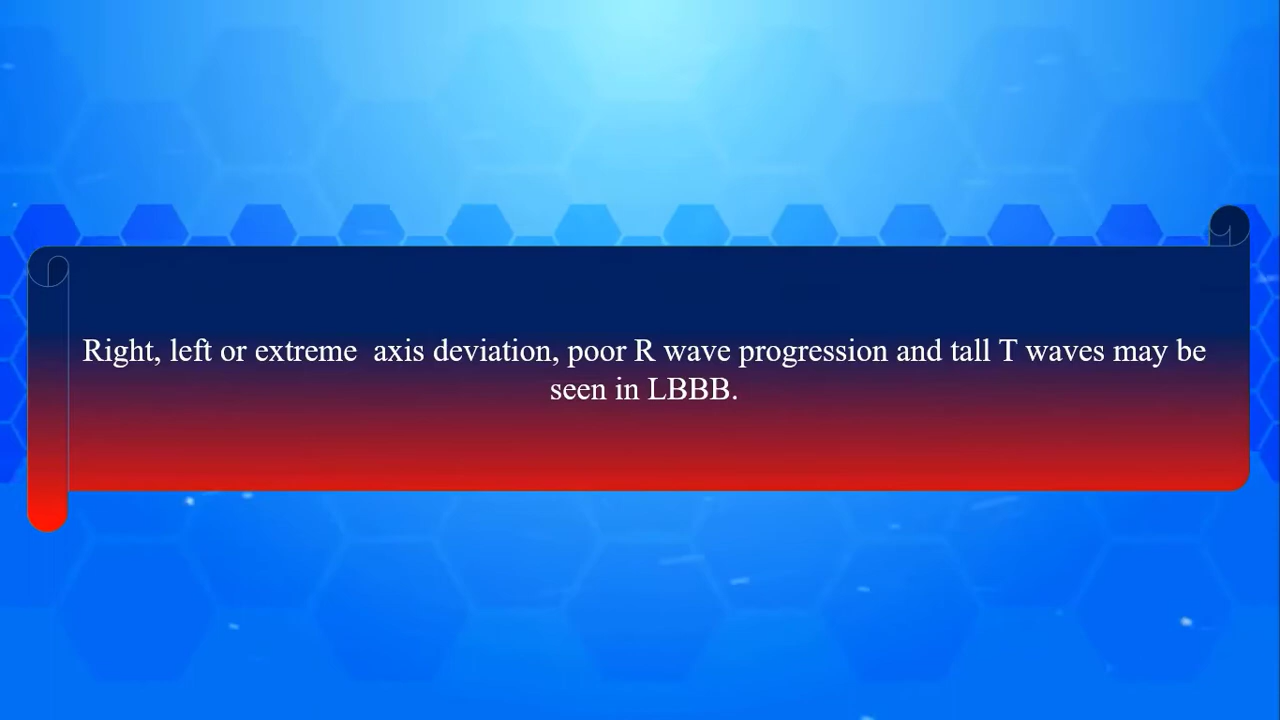 Right, left or extreme  axis deviation, poor R wave progression and tall T waves may be
seen in LBBB.